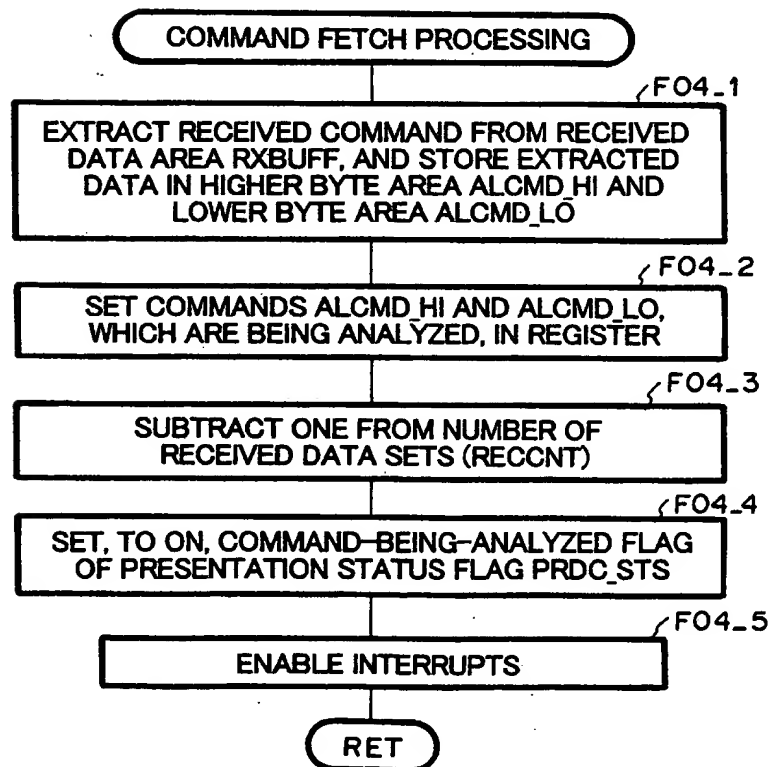 COMMAND FETCH PROCESSING
F04_1
EXTRACT RECEIVED COMMAND FROM RECEIVED
DATA AREA RXBUFF, AND STORE EXTRACTED
DATA IN HIGHER BYTE AREA ALCMD_HI AND
LOWER BYTE AREA ALCMD_LO
F04_2
SET COMMANDS ALCMD_HI AND ALCMD_LO,
WHICH ARE BEING ANALYZED, IN REGISTER
F04_3
SUBTRACT ONE FROM NUMBER OF
RECEIVED DATA SETS (RECCNT)
F04_4
SET, TO ON, COMMAND-BEING-ANALYZED FLAG
OF PRESENTATION STATUS FLAG PRDC_STS
F04_5
ENABLE INTERRUPTS
RET